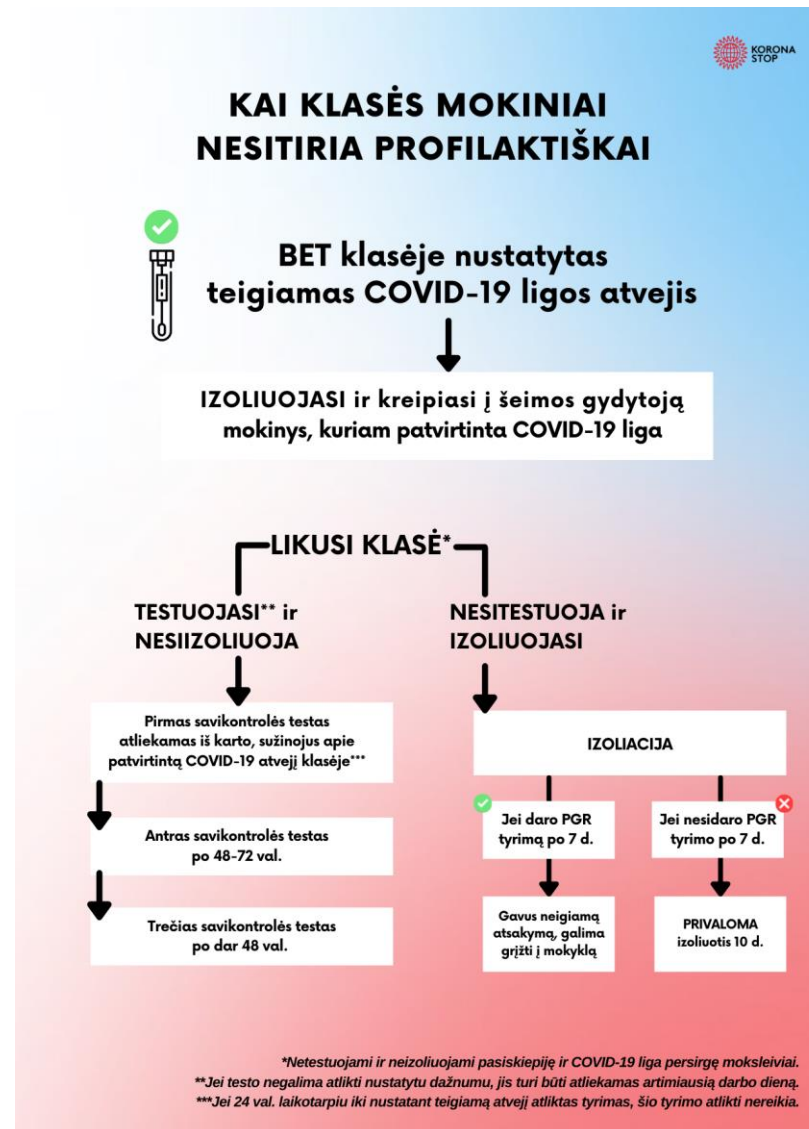 KORONA
STOP
KAI KLASĖS MOKINIAI
NESITIRIA PROFILAKTIŠKAI
BET klasėje nustatytas
teigiamas COVID-19 ligos atvejis
IZOLIUOJASI ir kreipiasi į šeimos gydytoją
mokinys, kuriam patvirtinta COVID-19 liga
LIKUSI KLASĖ*
TESTUOJASI** ir
NESIIZOLIUOJA
Pirmas savikontrolės testas
atliekamas iš karto, sužinojus apie
patvirtintą COVID-19 atvejį klasėje***
Antras savikontrolės testas
po 48-72 val.
Trečias savikontrolės testas
po dar 48 val.
NESITESTUOJA ir
IZOLIUOJASI
IZOLIACIJA
Jei daro PGR
tyrimą po 7 d.
Gavus neigiamą
atsakymą, galima
grįžti į mokyklą
Jei nesidaro PGR
tyrimo po 7 d.
PRIVALOMA
izoliuotis 10 d.
*Netestuojami ir neizoliuojami pasiskiepiję ir COVID-19 liga persirgę moksleiviai.
**Jei testo negalima atlikti nustatytu dažnumu, jis turi būti atliekamas artimiausią darbo dieną.
***Jei 24 val. laikotarpiu iki nustatant teigiamą atvejį atliktas tyrimas, šio tyrimo atlikti nereikia.